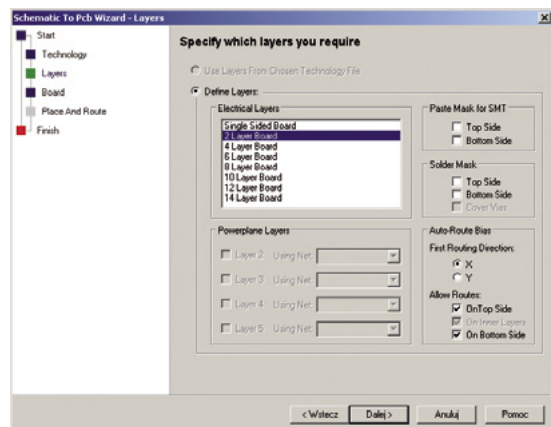 Schematic To Pcb Wizard - Layers
Start
Technology
Layers
Board
Place And Route
Finish
Specify which layers you require
Use Layers From Chosen Technology File
Define Layers:
Electrical Layers
Single Sided Board
2 Layer Board
4 Layer Board
6 Layer Board
8 Layer Board
10 Layer Board
12 Layer Board
14 Layer Board
Powerplane Layers
Layer 2 Using Net:
Layer 3 Using Net:
Layer 4 Using Net:
Layer 5 Using Net:
Paste Mask for SMT
Top Side
Bottom Side
Solder Mask
Top Side
Bottom Side
Cover Vias
Auto-Route Bias
First Routing Direction:
X
Y
Allow Routes:
OnTop Side
On Inner Layers
On Bottom Side
< Wstecz
Dalej >
Anuluj
Pomoc